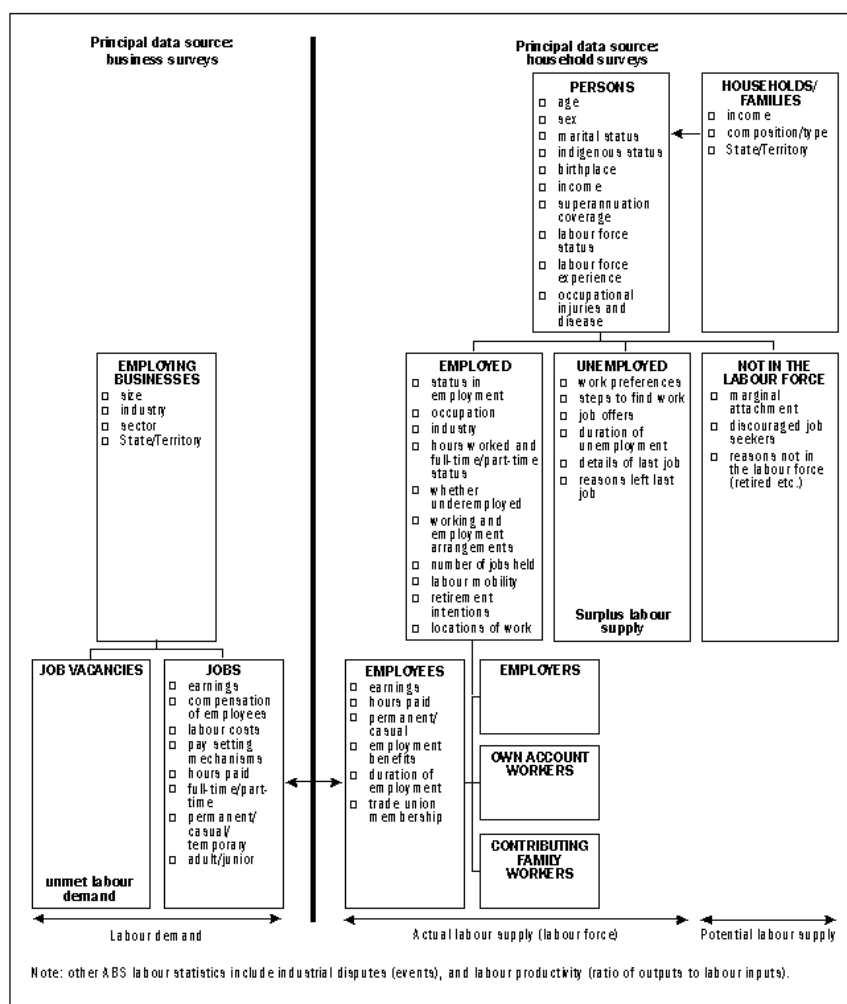 Principal data source:
business surveys
Principal data source:
household surveys
PERSONS
age
sex
marital status
indigenous status
birthplace
income
superannuation
coverage
labour force
status
labour force
experience
occupational
injuries and
disease
HOUSEHOLDS/
FAMILIES
income
composition/type
State/Territory
EMPLOYING
BUSINESSES
size
industry
sector
State/Territory
EMPLOYED
status in
employment
occupation
industry
hours worked and
full-time/part-time
status
whether
underemployed
working and
employment
arrangements
number of jobs held
labour mobility
retirement
intentions
locations of work
UNEMPLOYED
work preferences
steps to find work
job offers
duration of
unemployment
details of last job
reasons left last
job
Surplus labour
supply
NOT IN THE
LABOUR FORCE
marginal
attachment
discouraged job
seekers
reasons not in
the labour force
(retired etc.)
JOB VACANCIES
unmet labour
demand
JOBS
earnings
compensation
of employees
labour costs
pay setting
mechanisms
hours paid
full-time/part-
time
permanent/
casual/
temporary
adult/junior
EMPLOYEES
earnings
hours paid
permanent/
casual
employment
benefits
duration of
employment
trade union
membership
EMPLOYERS
OWN ACCOUNT
WORKERS
CONTRIBUTING
FAMILY
WORKERS
Labour demand
Actual labour supply (labour force)
Potential labour supply
Note: other ABS labour statistics include industrial disputes (events), and labour productivity (ratio of outputs to labour inputs).